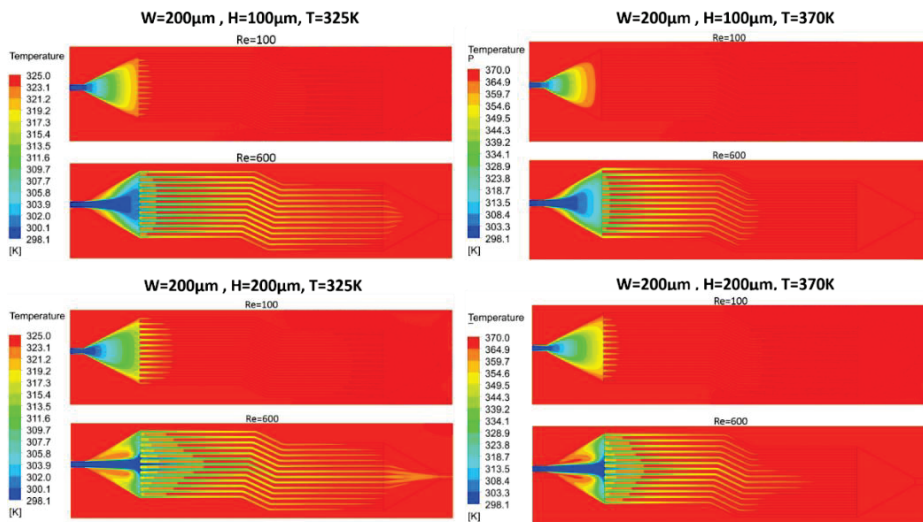 W=200µm , H=100µm, T=325K
Re=100
Temperature
325.0
323.1
321.2
319.2
317.3
315.4
313.5
311.6
309.7
307.7
305.8
303.9
302.0
300.1
298.1
[K]
Re=600
W=200µm , H=100µm, T=370K
Re=100
Temperature
P
370.0
364.9
359.7
354.6
349.5
344.3
339.2
334.1
328.9
323.8
318.7
313.5
308.4
303.3
298.1
[K]
Re=600
W=200µm , H=200µm, T=325K
Re=100
Temperature
325.0
323.1
321.2
319.2
317.3
315.4
313.5
311.6
309.7
307.7
305.8
303.9
302.0
300.1
298.1
[K]
Re=600
W=200µm . H=200µm. T=370K
Re=100
Temperature
370.0
364.9
359.7
354.6
349.5
344.3
339.2
334.1
328.9
323.8
318.7
313.5
308.4
303.3
298.1
[K]
Re=600